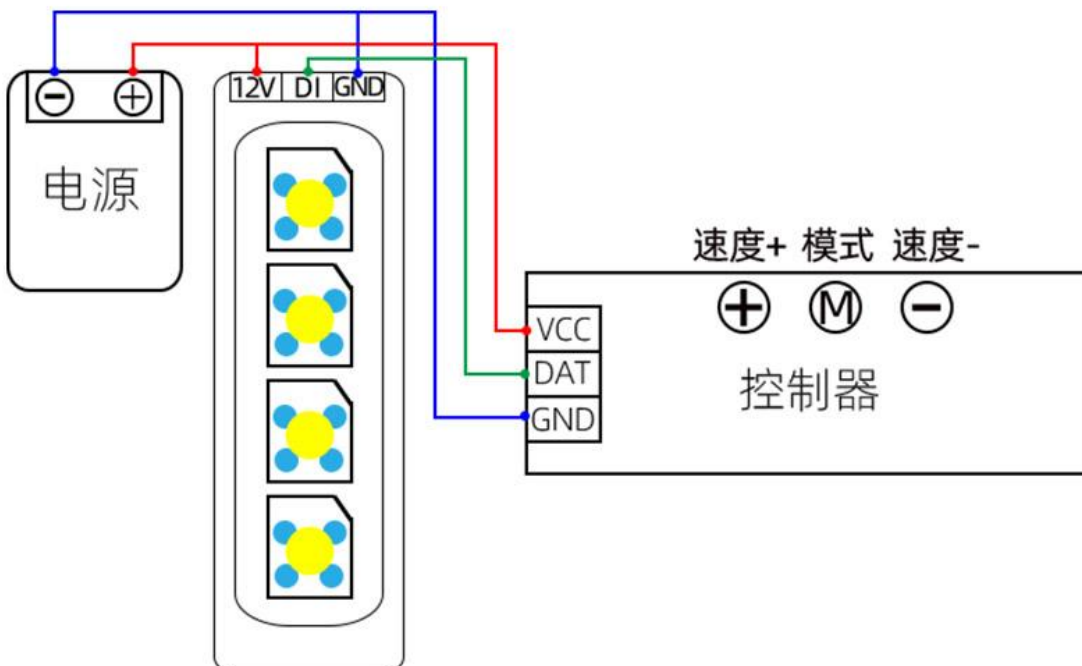 − +
电源
12V DI GND
速度+ 模式 速度-
+ M −
VCC
DAT
GND
控制器